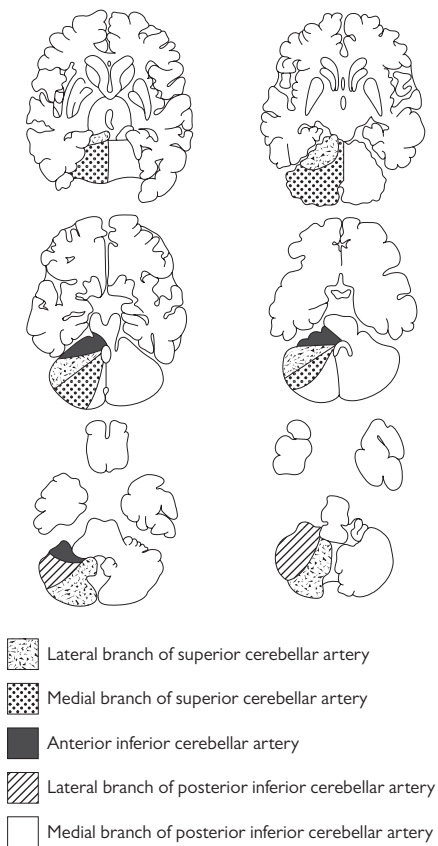 Lateral branch of superior cerebellar artery
Medial branch of superior cerebellar artery
Anterior inferior cerebellar artery
Lateral branch of posterior inferior cerebellar artery
Medial branch of posterior inferior cerebellar artery